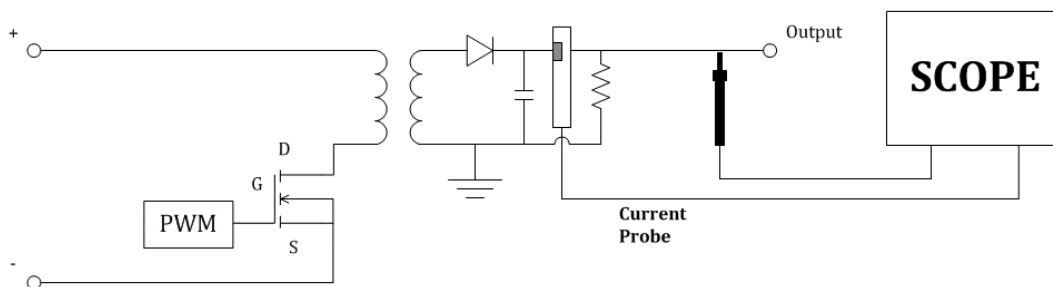 +
Output
SCOPE
D
G
PWM
S
Current
Probe
-